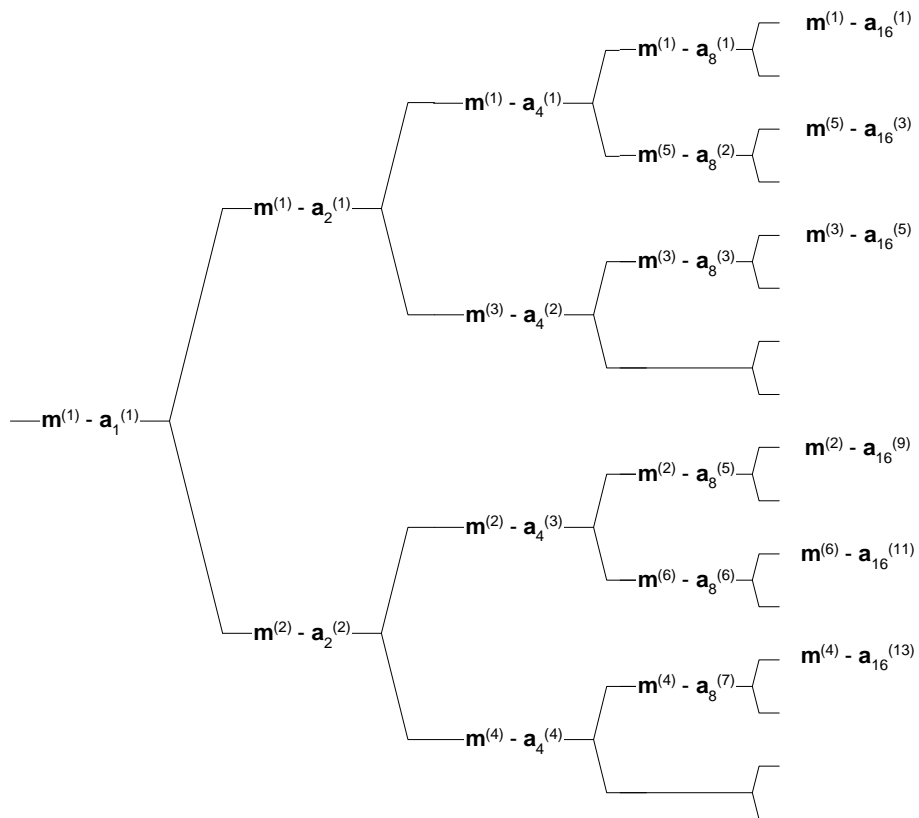 m⁽¹⁾ - a₁₆⁽¹⁾
m⁽¹⁾ - a₈⁽¹⁾
m⁽¹⁾ - a₄⁽¹⁾
m⁽⁵⁾ - a₁₆⁽³⁾
m⁽⁵⁾ - a₈⁽²⁾
m⁽¹⁾ - a₂⁽¹⁾
m⁽³⁾ - a₁₆⁽⁵⁾
m⁽³⁾ - a₈⁽³⁾
m⁽³⁾ - a₄⁽²⁾
m⁽¹⁾ - a₁⁽¹⁾
m⁽²⁾ - a₁₆⁽⁹⁾
m⁽²⁾ - a₈⁽⁵⁾
m⁽²⁾ - a₄⁽³⁾
m⁽⁶⁾ - a₁₆⁽¹¹⁾
m⁽⁶⁾ - a₈⁽⁶⁾
m⁽²⁾ - a₂⁽²⁾
m⁽⁴⁾ - a₁₆⁽¹³⁾
m⁽⁴⁾ - a₈⁽⁷⁾
m⁽⁴⁾ - a₄⁽⁴⁾